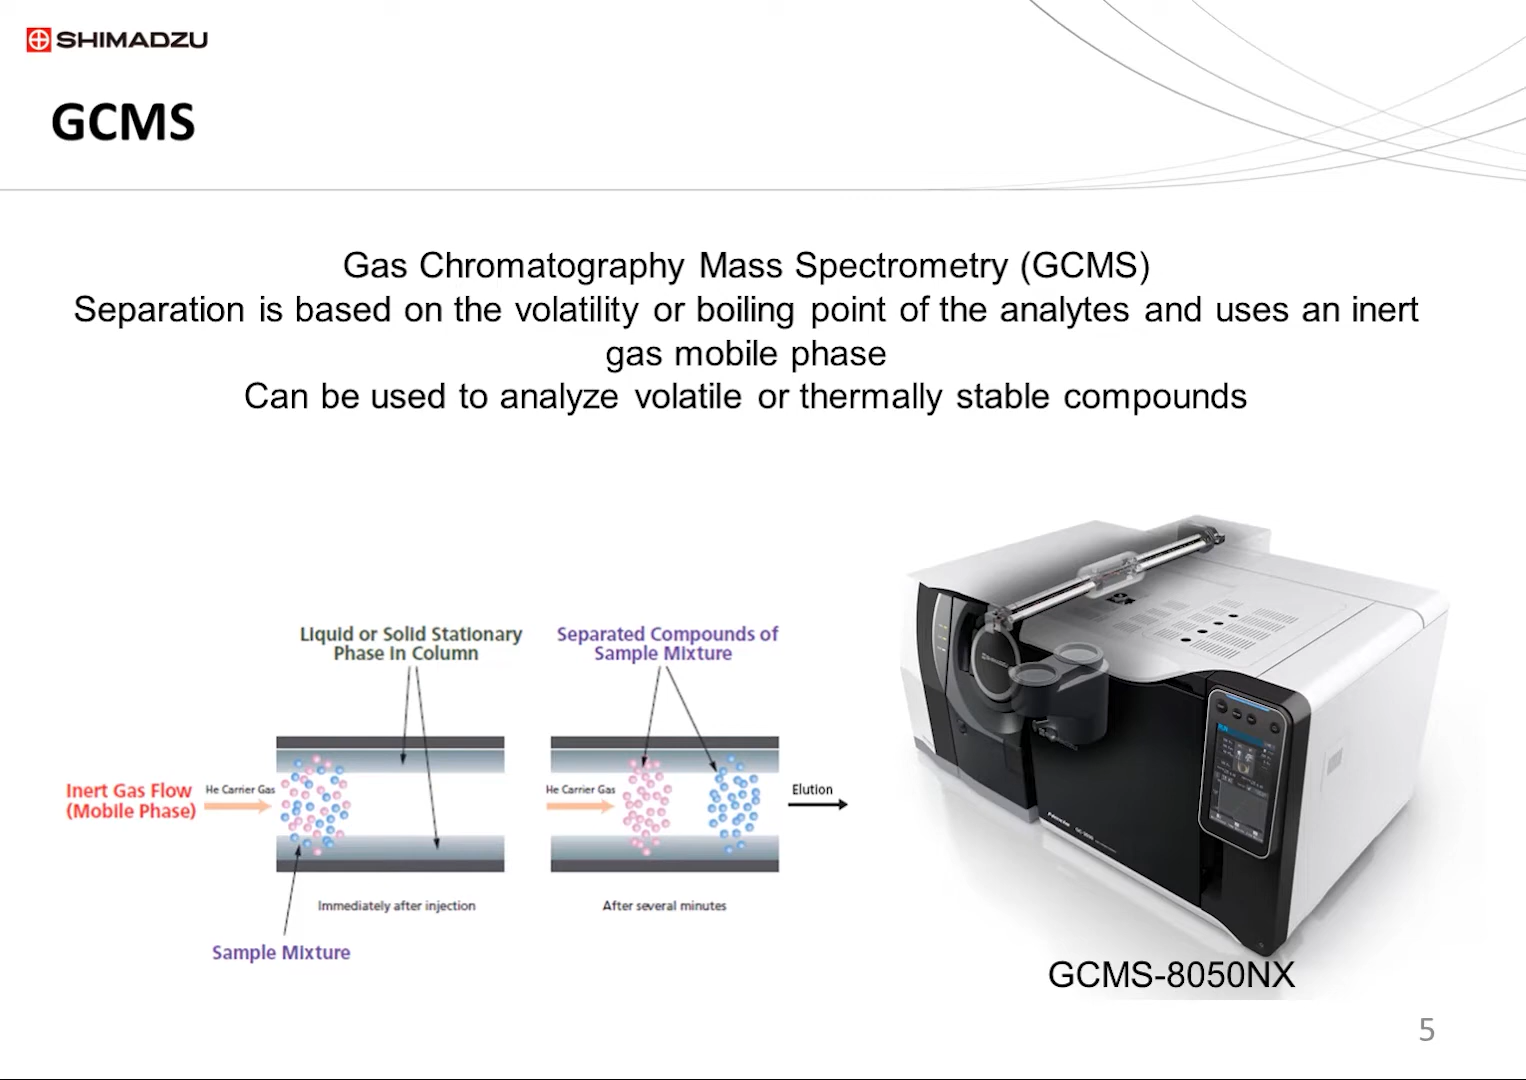 SHIMADZU
GCMS
Gas Chromatography Mass Spectrometry (GCMS)
Separation is based on the volatility or boiling point of the analytes and uses an inert
gas mobile phase
Can be used to analyze volatile or thermally stable compounds
Liquid or Solid Stationary
Phase in Column
Separated Compounds of
Sample Mixture
Inert Gas Flow
(Mobile Phase)
He Carrier Gas
He Carrier Gas
Elution
Immediately after injection
After several minutes
Sample Mixture
SHIMADZU
GCMS-8050NX
5